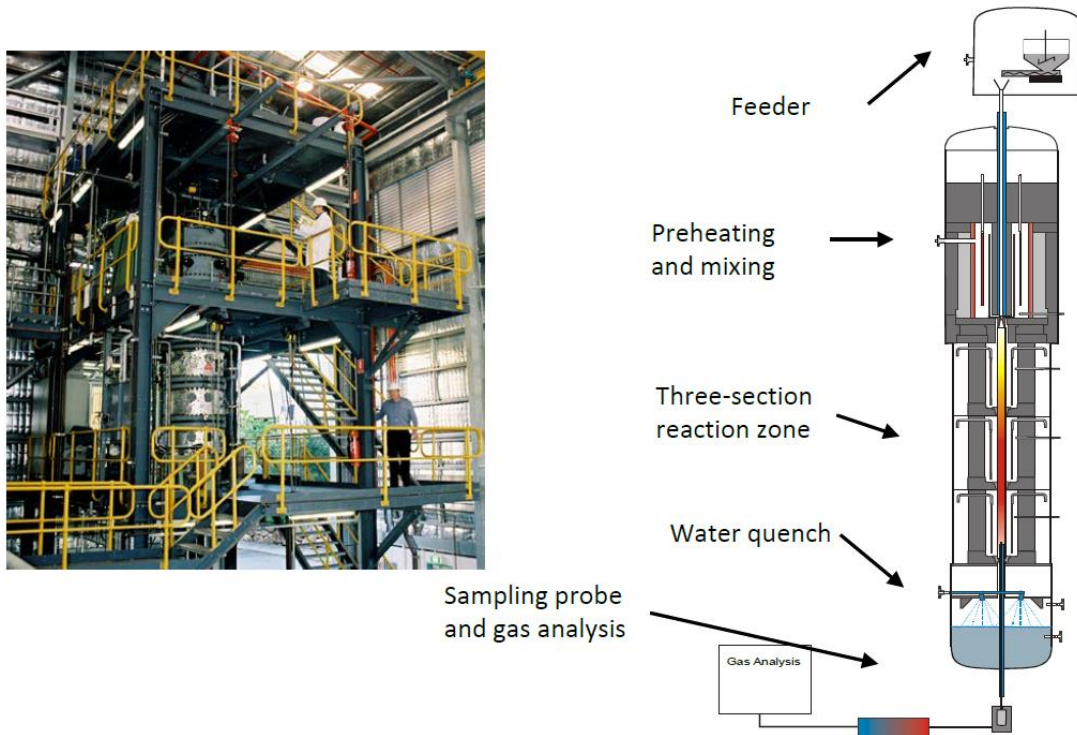 Feeder
Preheating
and mixing
Three-section
reaction zone
Water quench
Sampling probe
and gas analysis
Gas Analysis